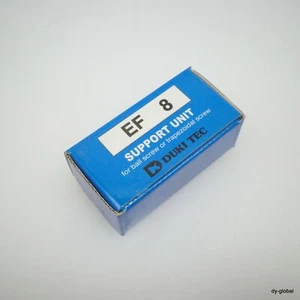 EF 8
SUPPORT UNIT
for ball screw or trapezoidal screw
DUKI TEC
dy-global